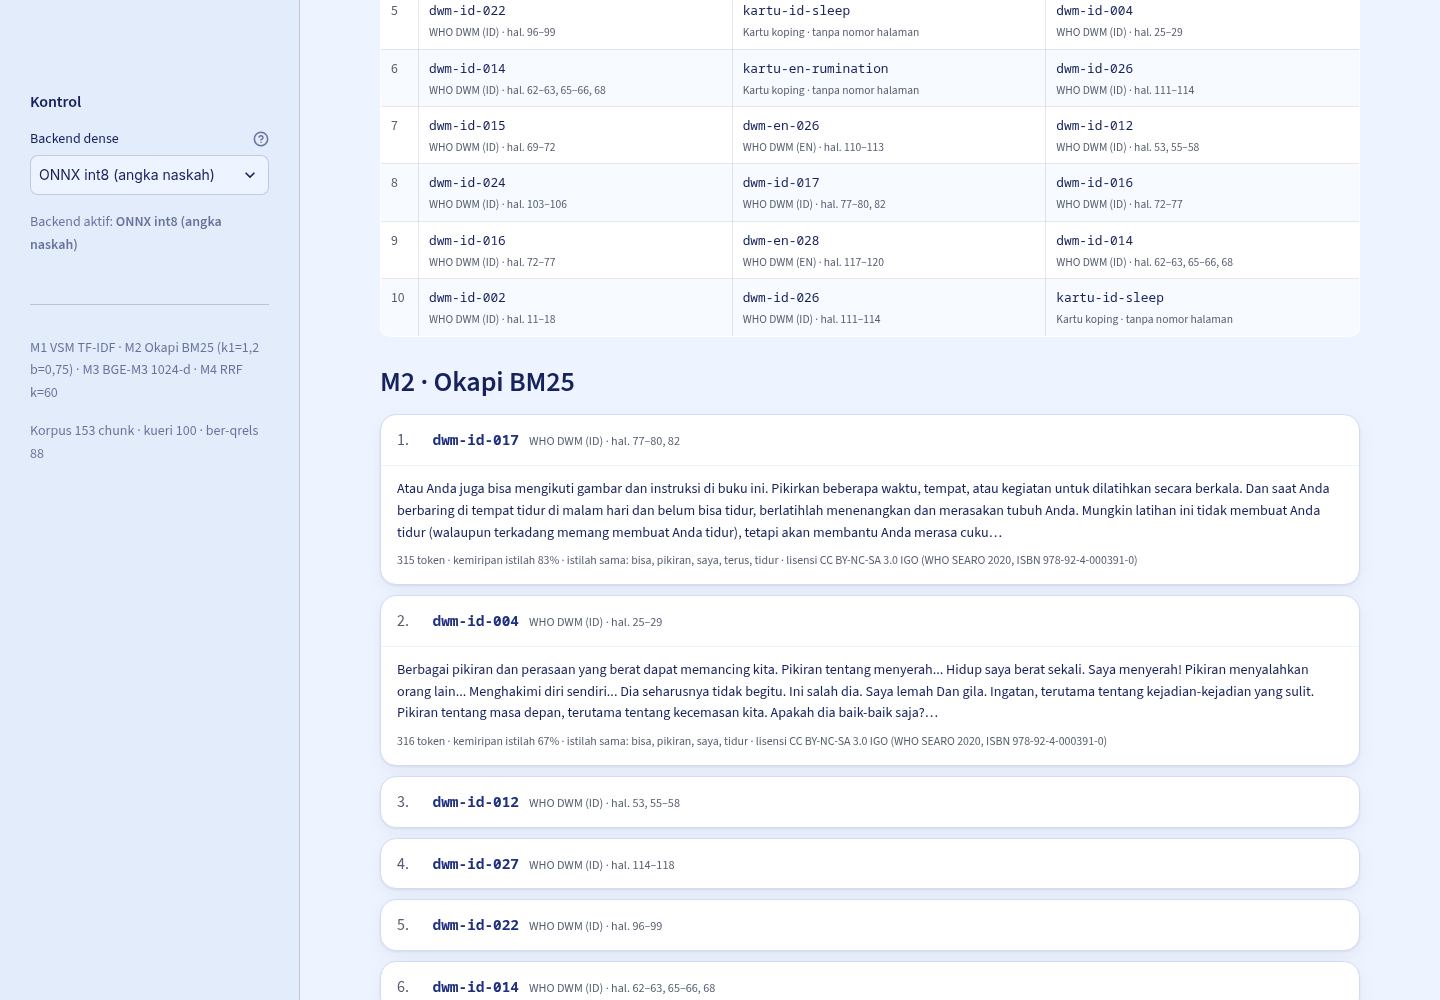 Kontrol
Backend dense
ONNX int8 (angka naskah)
Backend aktif: ONNX int8 (angka
naskah)
M1 VSM TF-IDF · M2 Okapi BM25 (k1=1,2
b=0,75) · M3 BGE-M3 1024-d · M4 RRF
k=60
Korpus 153 chunk · kueri 100 · ber-qrels
88
5 dwm-id-022 kartu-id-sleep dwm-id-004
WHO DWM (ID) · hal. 96–99 Kartu koping · tanpa nomor halaman WHO DWM (ID) · hal. 25–29
6 dwm-id-014 kartu-en-rumination dwm-id-026
WHO DWM (ID) · hal. 62–63, 65–66, 68 Kartu koping · tanpa nomor halaman WHO DWM (ID) · hal. 111–114
7 dwm-id-015 dwm-en-026 dwm-id-012
WHO DWM (ID) · hal. 69–72 WHO DWM (EN) · hal. 110–113 WHO DWM (ID) · hal. 53, 55–58
8 dwm-id-024 dwm-id-017 dwm-id-016
WHO DWM (ID) · hal. 103–106 WHO DWM (ID) · hal. 77–80, 82 WHO DWM (ID) · hal. 72–77
9 dwm-id-016 dwm-en-028 dwm-id-014
WHO DWM (ID) · hal. 72–77 WHO DWM (EN) · hal. 117–120 WHO DWM (ID) · hal. 62–63, 65–66, 68
10 dwm-id-002 dwm-id-026 kartu-id-sleep
WHO DWM (ID) · hal. 11–18 WHO DWM (ID) · hal. 111–114 Kartu koping · tanpa nomor halaman
M2 · Okapi BM25
1. dwm-id-017 WHO DWM (ID) · hal. 77–80, 82
Atau Anda juga bisa mengikuti gambar dan instruksi di buku ini. Pikirkan beberapa waktu, tempat, atau kegiatan untuk dilatihkan secara berkala. Dan saat Anda
berbaring di tempat tidur di malam hari dan belum bisa tidur, berlatihlah menenangkan dan merasakan tubuh Anda. Mungkin latihan ini tidak membuat Anda
tidur (walaupun terkadang memang membuat Anda tidur), tetapi akan membantu Anda merasa cuku…
315 token · kemiripan istilah 83% · istilah sama: bisa, pikiran, saya, terus, tidur · lisensi CC BY-NC-SA 3.0 IGO (WHO SEARO 2020, ISBN 978-92-4-000391-0)
2. dwm-id-004 WHO DWM (ID) · hal. 25–29
Berbagai pikiran dan perasaan yang berat dapat memancing kita. Pikiran tentang menyerah... Hidup saya berat sekali. Saya menyerah! Pikiran menyalahkan
orang lain... Menghakimi diri sendiri... Dia seharusnya tidak begitu. Ini salah dia. Saya lemah Dan gila. Ingatan, terutama tentang kejadian-kejadian yang sulit.
Pikiran tentang masa depan, terutama tentang kecemasan kita. Apakah dia baik-baik saja?…
316 token · kemiripan istilah 67% · istilah sama: bisa, pikiran, saya, tidur · lisensi CC BY-NC-SA 3.0 IGO (WHO SEARO 2020, ISBN 978-92-4-000391-0)
3. dwm-id-012 WHO DWM (ID) · hal. 53, 55–58
4. dwm-id-027 WHO DWM (ID) · hal. 114–118
5. dwm-id-022 WHO DWM (ID) · hal. 96–99
6. dwm-id-014 WHO DWM (ID) · hal. 62–63, 65–66, 68